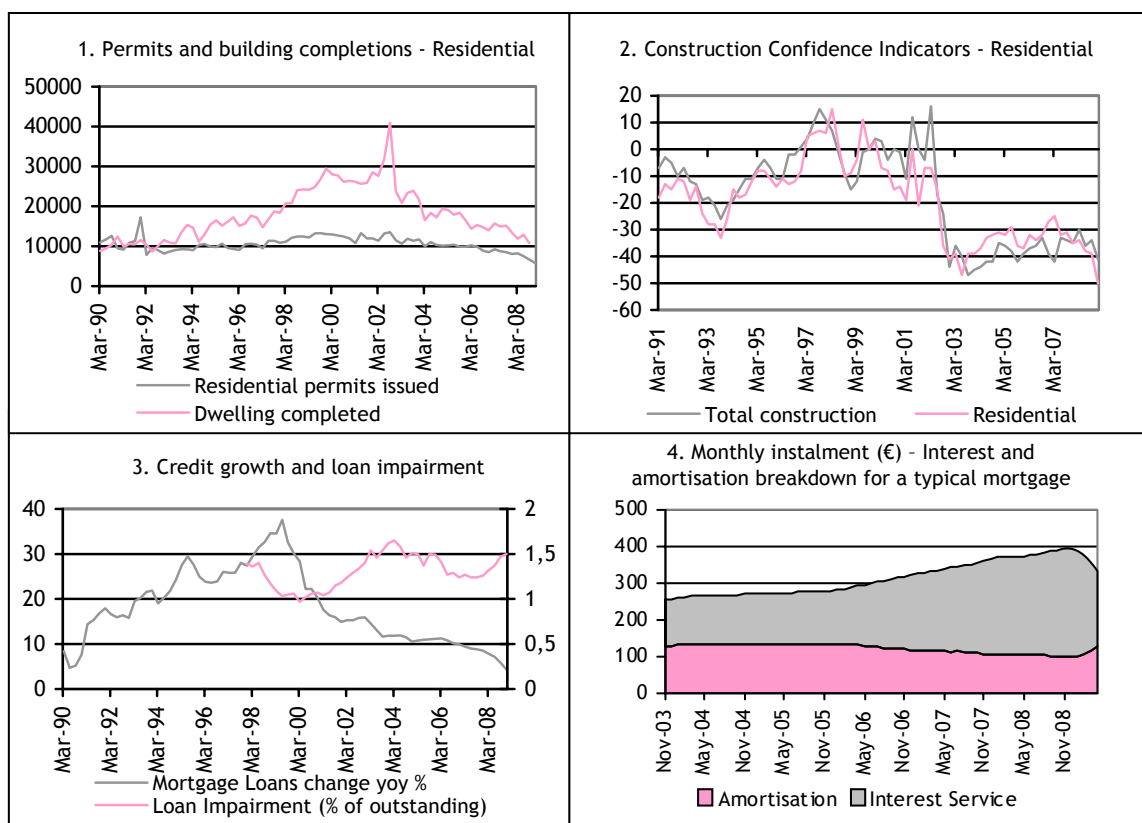 1. Permits and building completions - Residential
50000
40000
30000
20000
10000
0
Mar-90
Mar-92
Mar-94
Mar-96
Mar-98
Mar-00
Mar-02
Mar-04
Mar-06
Mar-08
Residential permits issued
Dwelling completed
2. Construction Confidence Indicators - Residential
20
10
0
-10
-20
-30
-40
-50
-60
Mar-91
Mar-93
Mar-95
Mar-97
Mar-99
Mar-01
Mar-03
Mar-05
Mar-07
Total construction Residential
3. Credit growth and loan impairment
40
30
20
10
0
2
1,5
1
0,5
0
Mar-90
Mar-92
Mar-94
Mar-96
Mar-98
Mar-00
Mar-02
Mar-04
Mar-06
Mar-08
Mortgage Loans change yoy %
Loan Impairment (% of outstanding)
4. Monthly instalment (€) – Interest and
amortisation breakdown for a typical mortgage
500
400
300
200
100
0
Nov-03
May-04
Nov-04
May-05
Nov-05
May-06
Nov-06
May-07
Nov-07
May-08
Nov-08
Amortisation Interest Service